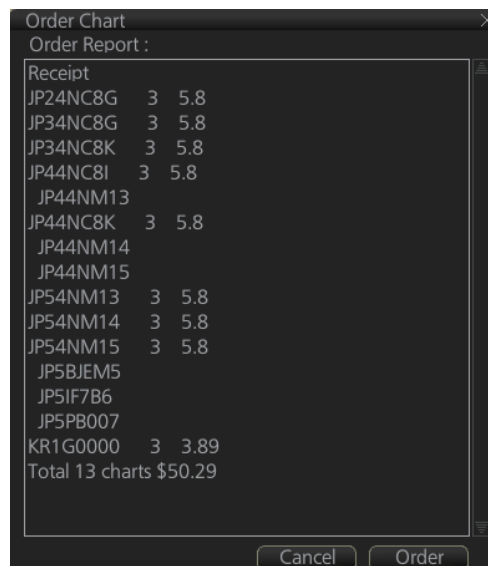 Order Chart
Order Report :
Receipt
JP24NC8G 3 5.8
JP34NC8G 3 5.8
JP34NC8K 3 5.8
JP44NC8I 3 5.8
JP44NM13
JP44NC8K 3 5.8
JP44NM14
JP44NM15
JP54NM13 3 5.8
JP54NM14 3 5.8
JP54NM15 3 5.8
JP5BJEM5
JP5IF7B6
JP5PB007
KR1G0000 3 3.89
Total 13 charts $50.29
Cancel Order